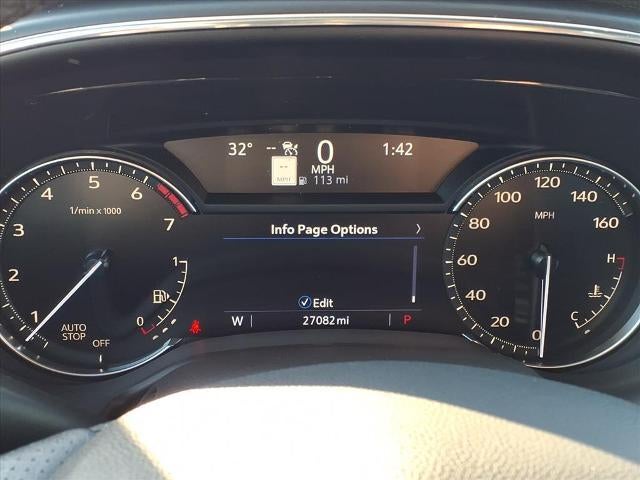 32° -- 0 1:42
--
MPH
MPH
113 mi
Info Page Options >
Edit
W 27082 mi P
1 2 3 4 5 6 7
1/min x 1000
AUTO
STOP
OFF
1
0
0 20 40 60 80 100 120 140 160
MPH
H
C